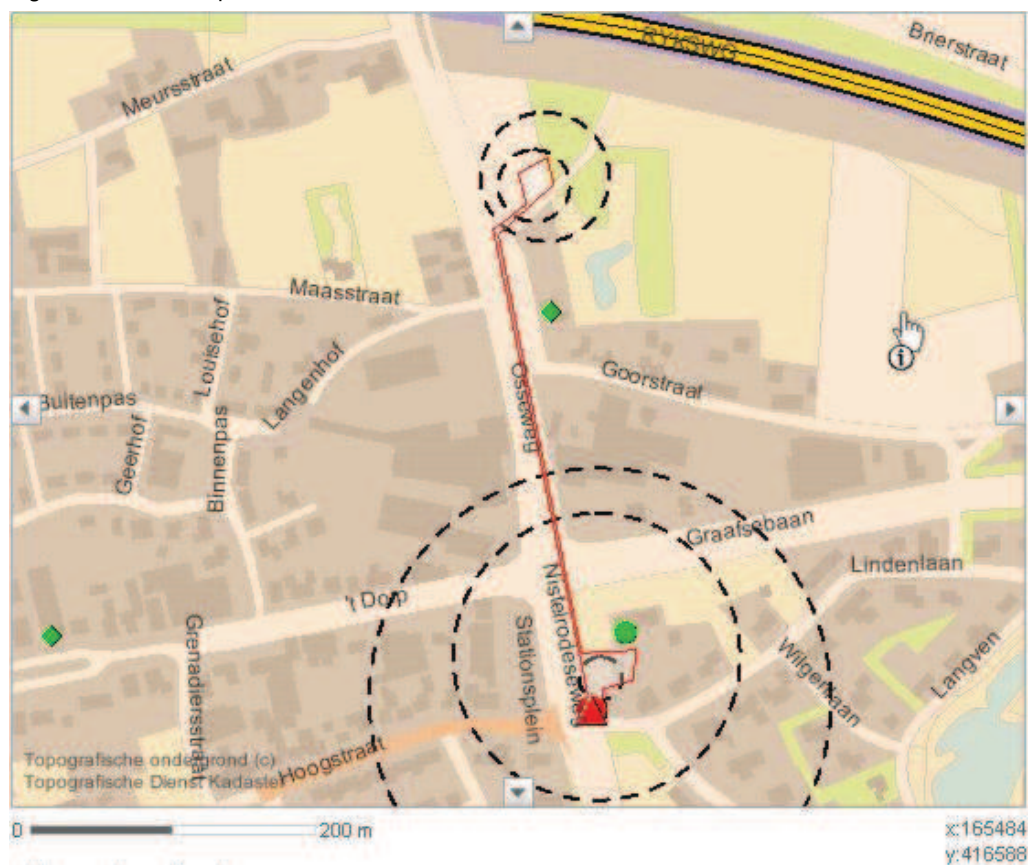 RYKSWG
Brierstraat
Meursstraat
Maasstraat
Louisehof
Langenhof
Buitenpas
Geerhof
Binnenpas
Osseweg
Goorstraat
Graafsebaan
Lindenlaan
't Dorp
Nistelrodeseweg
Stationsplein
Grenadiersstraat
Wilgenlaan
Langven
Hoogstraat
Topografische ondergrond (c)
Topografische Dienst Kadaster
0 200 m
x:165484
y:416588